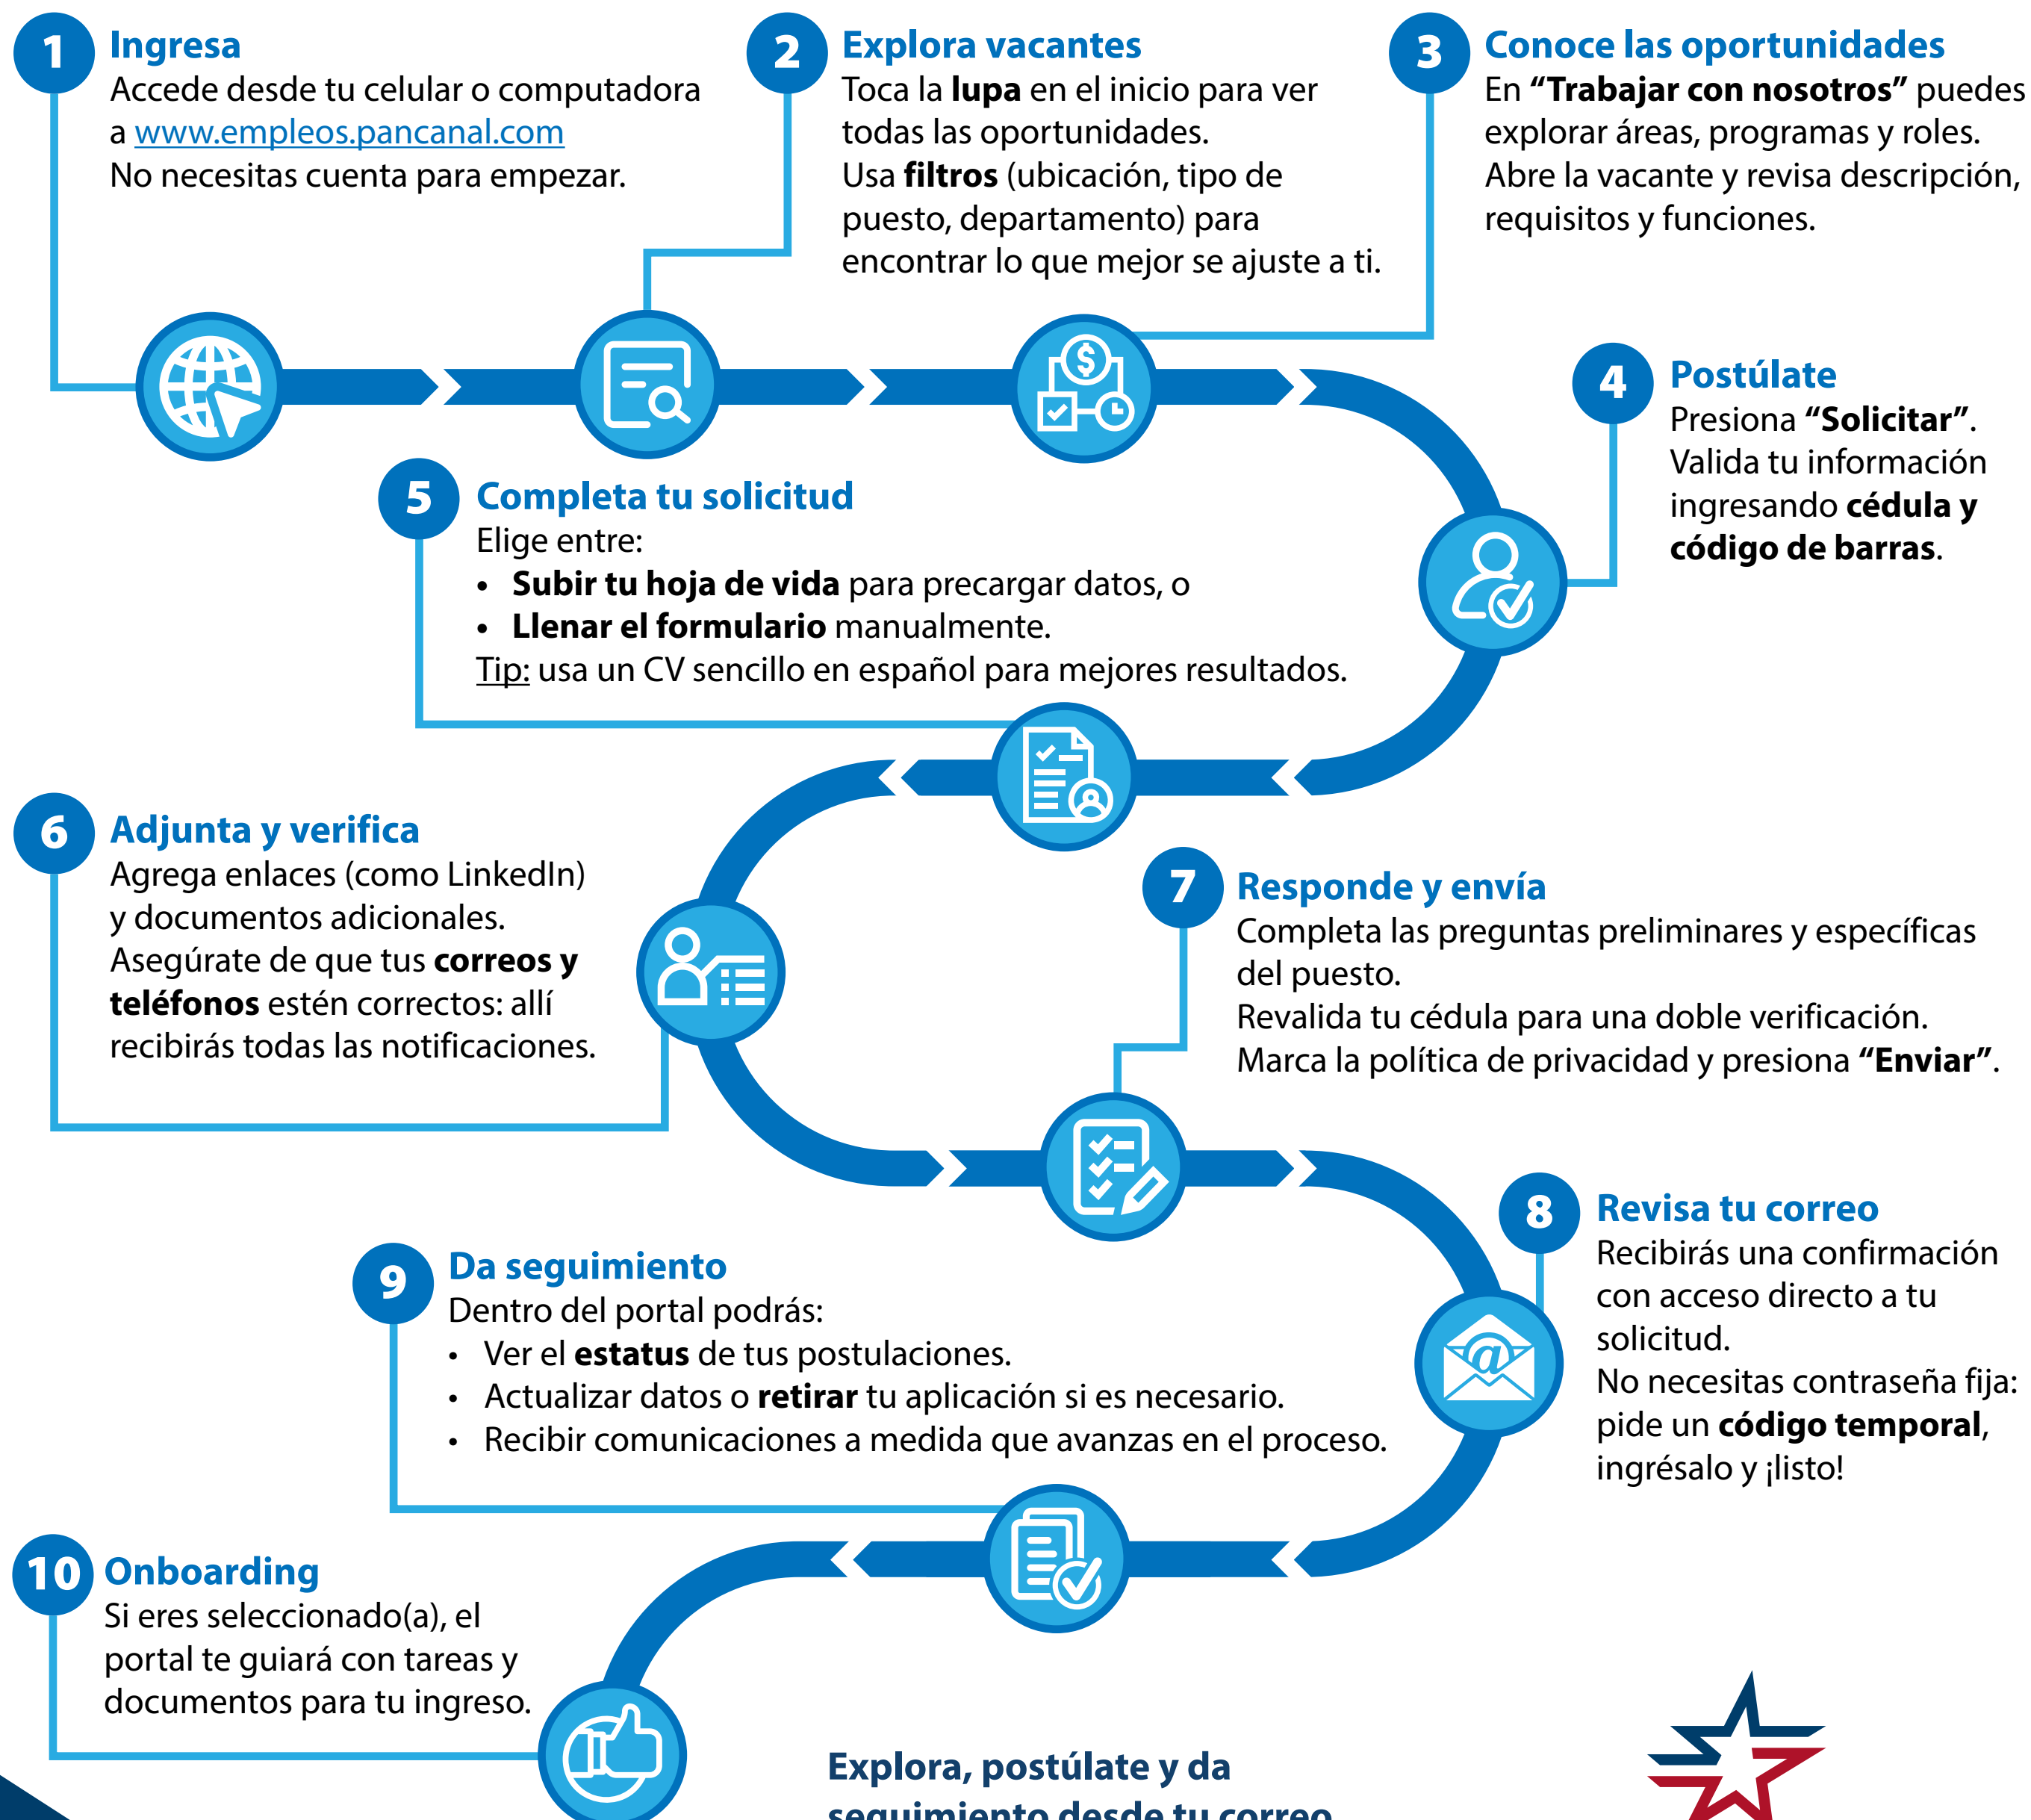 1 Ingresa
Accede desde tu celular o computadora
a www.empleos.pancanal.com
No necesitas cuenta para empezar.
2 Explora vacantes
Toca la lupa en el inicio para ver
todas las oportunidades.
Usa filtros (ubicación, tipo de
puesto, departamento) para
encontrar lo que mejor se ajuste a ti.
3 Conoce las oportunidades
En “Trabajar con nosotros” puedes
explorar áreas, programas y roles.
Abre la vacante y revisa descripción,
requisitos y funciones.
4 Postúlate
Presiona “Solicitar”.
Valida tu información
ingresando cédula y
código de barras.
5 Completa tu solicitud
Elige entre:
• Subir tu hoja de vida para precargar datos, o
• Llenar el formulario manualmente.
Tip: usa un CV sencillo en español para mejores resultados.
6 Adjunta y verifica
Agrega enlaces (como LinkedIn)
y documentos adicionales.
Asegúrate de que tus correos y
teléfonos estén correctos: allí
recibirás todas las notificaciones.
7 Responde y envía
Completa las preguntas preliminares y específicas
del puesto.
Revalida tu cédula para una doble verificación.
Marca la política de privacidad y presiona “Enviar”.
8 Revisa tu correo
Recibirás una confirmación
con acceso directo a tu
solicitud.
No necesitas contraseña fija:
pide un código temporal,
ingrésalo y ¡listo!
9 Da seguimiento
Dentro del portal podrás:
• Ver el estatus de tus postulaciones.
• Actualizar datos o retirar tu aplicación si es necesario.
• Recibir comunicaciones a medida que avanzas en el proceso.
10 Onboarding
Si eres seleccionado(a), el
portal te guiará con tareas y
documentos para tu ingreso.
Explora, postúlate y da
seguimiento desde tu correo